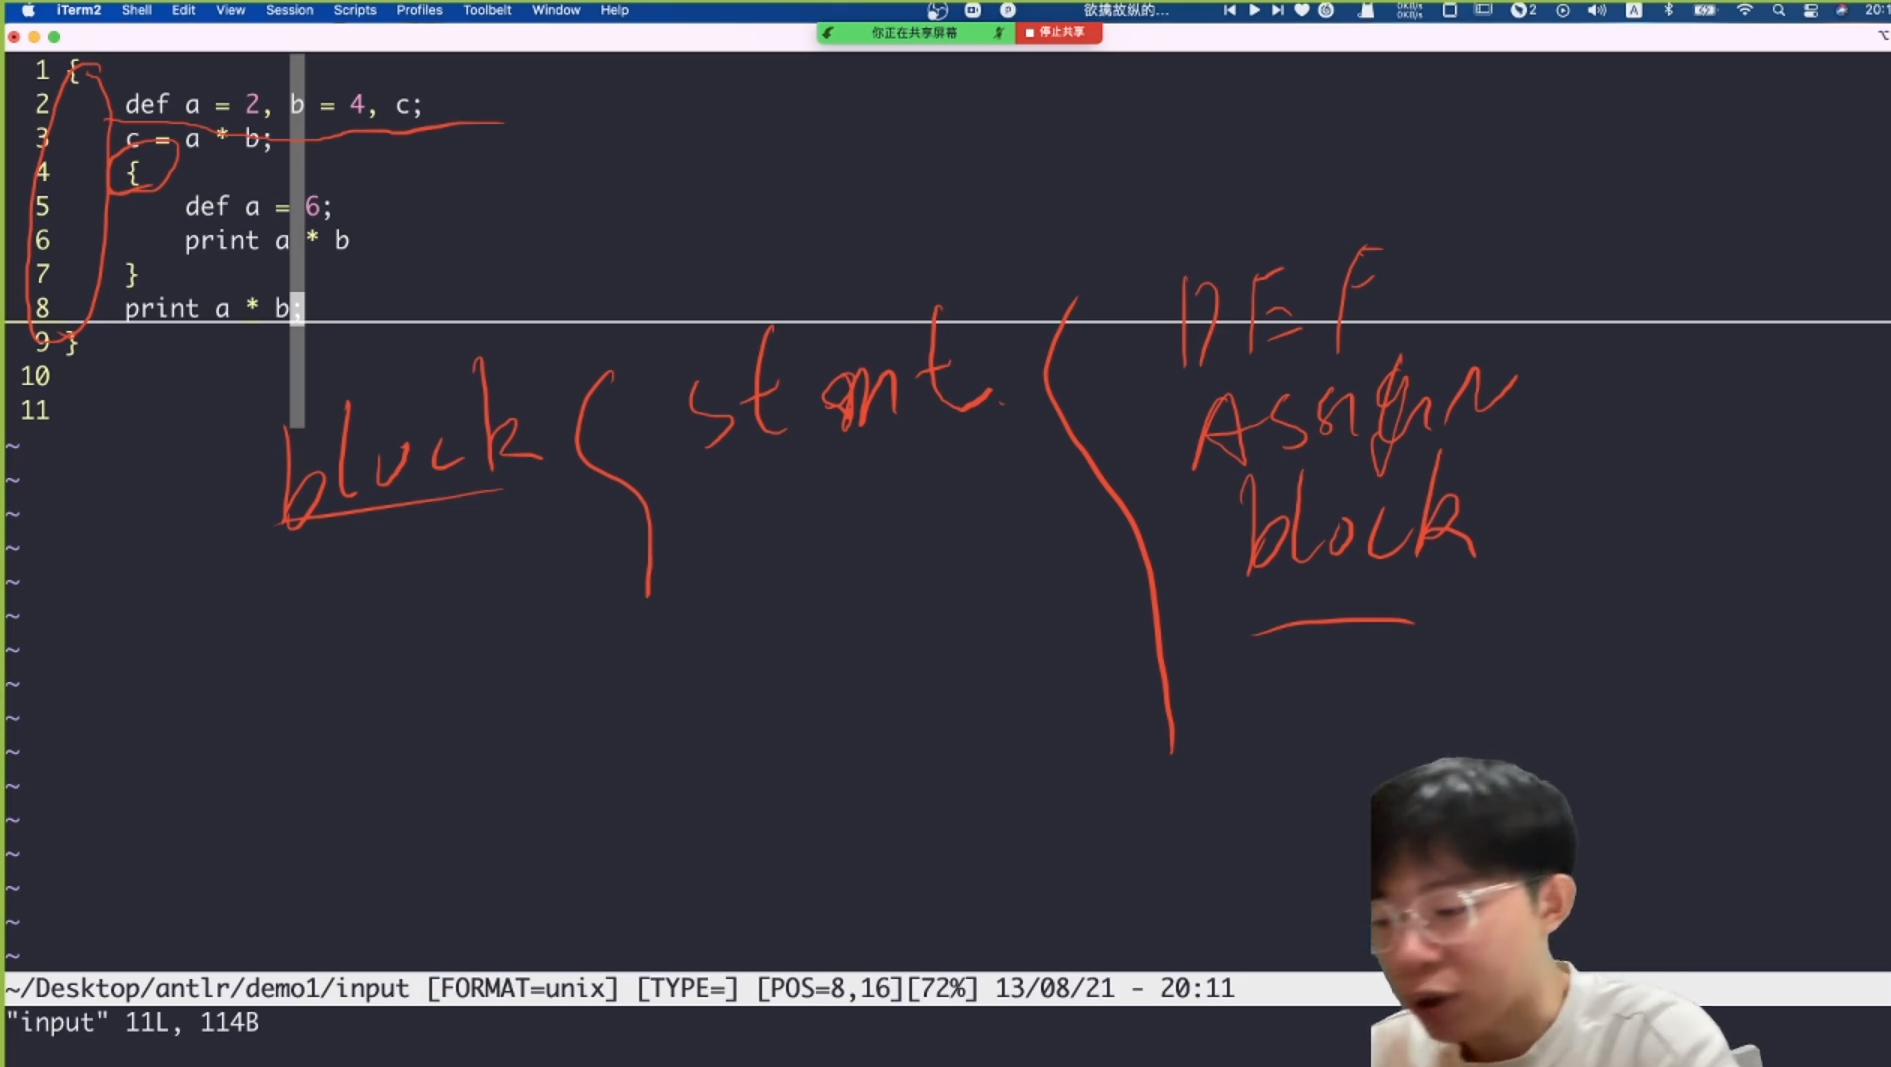 iTerm2 Shell Edit View Session Scripts Profiles Toolbelt Window Help 欲擒故纵的... 0KB/s 0KB/s 2 A 20:1
你正在共享屏幕 停止共享
1 {
2 def a = 2, b = 4, c;
3 c = a * b;
4 {
5 def a = 6;
6 print a * b
7 }
8 print a * b;
9 }
10
11
block stmt. DEF
Assign
block
~/Desktop/antlr/demo1/input [FORMAT=unix] [TYPE=] [POS=8,16][72%] 13/08/21 - 20:11
"input" 11L, 114B